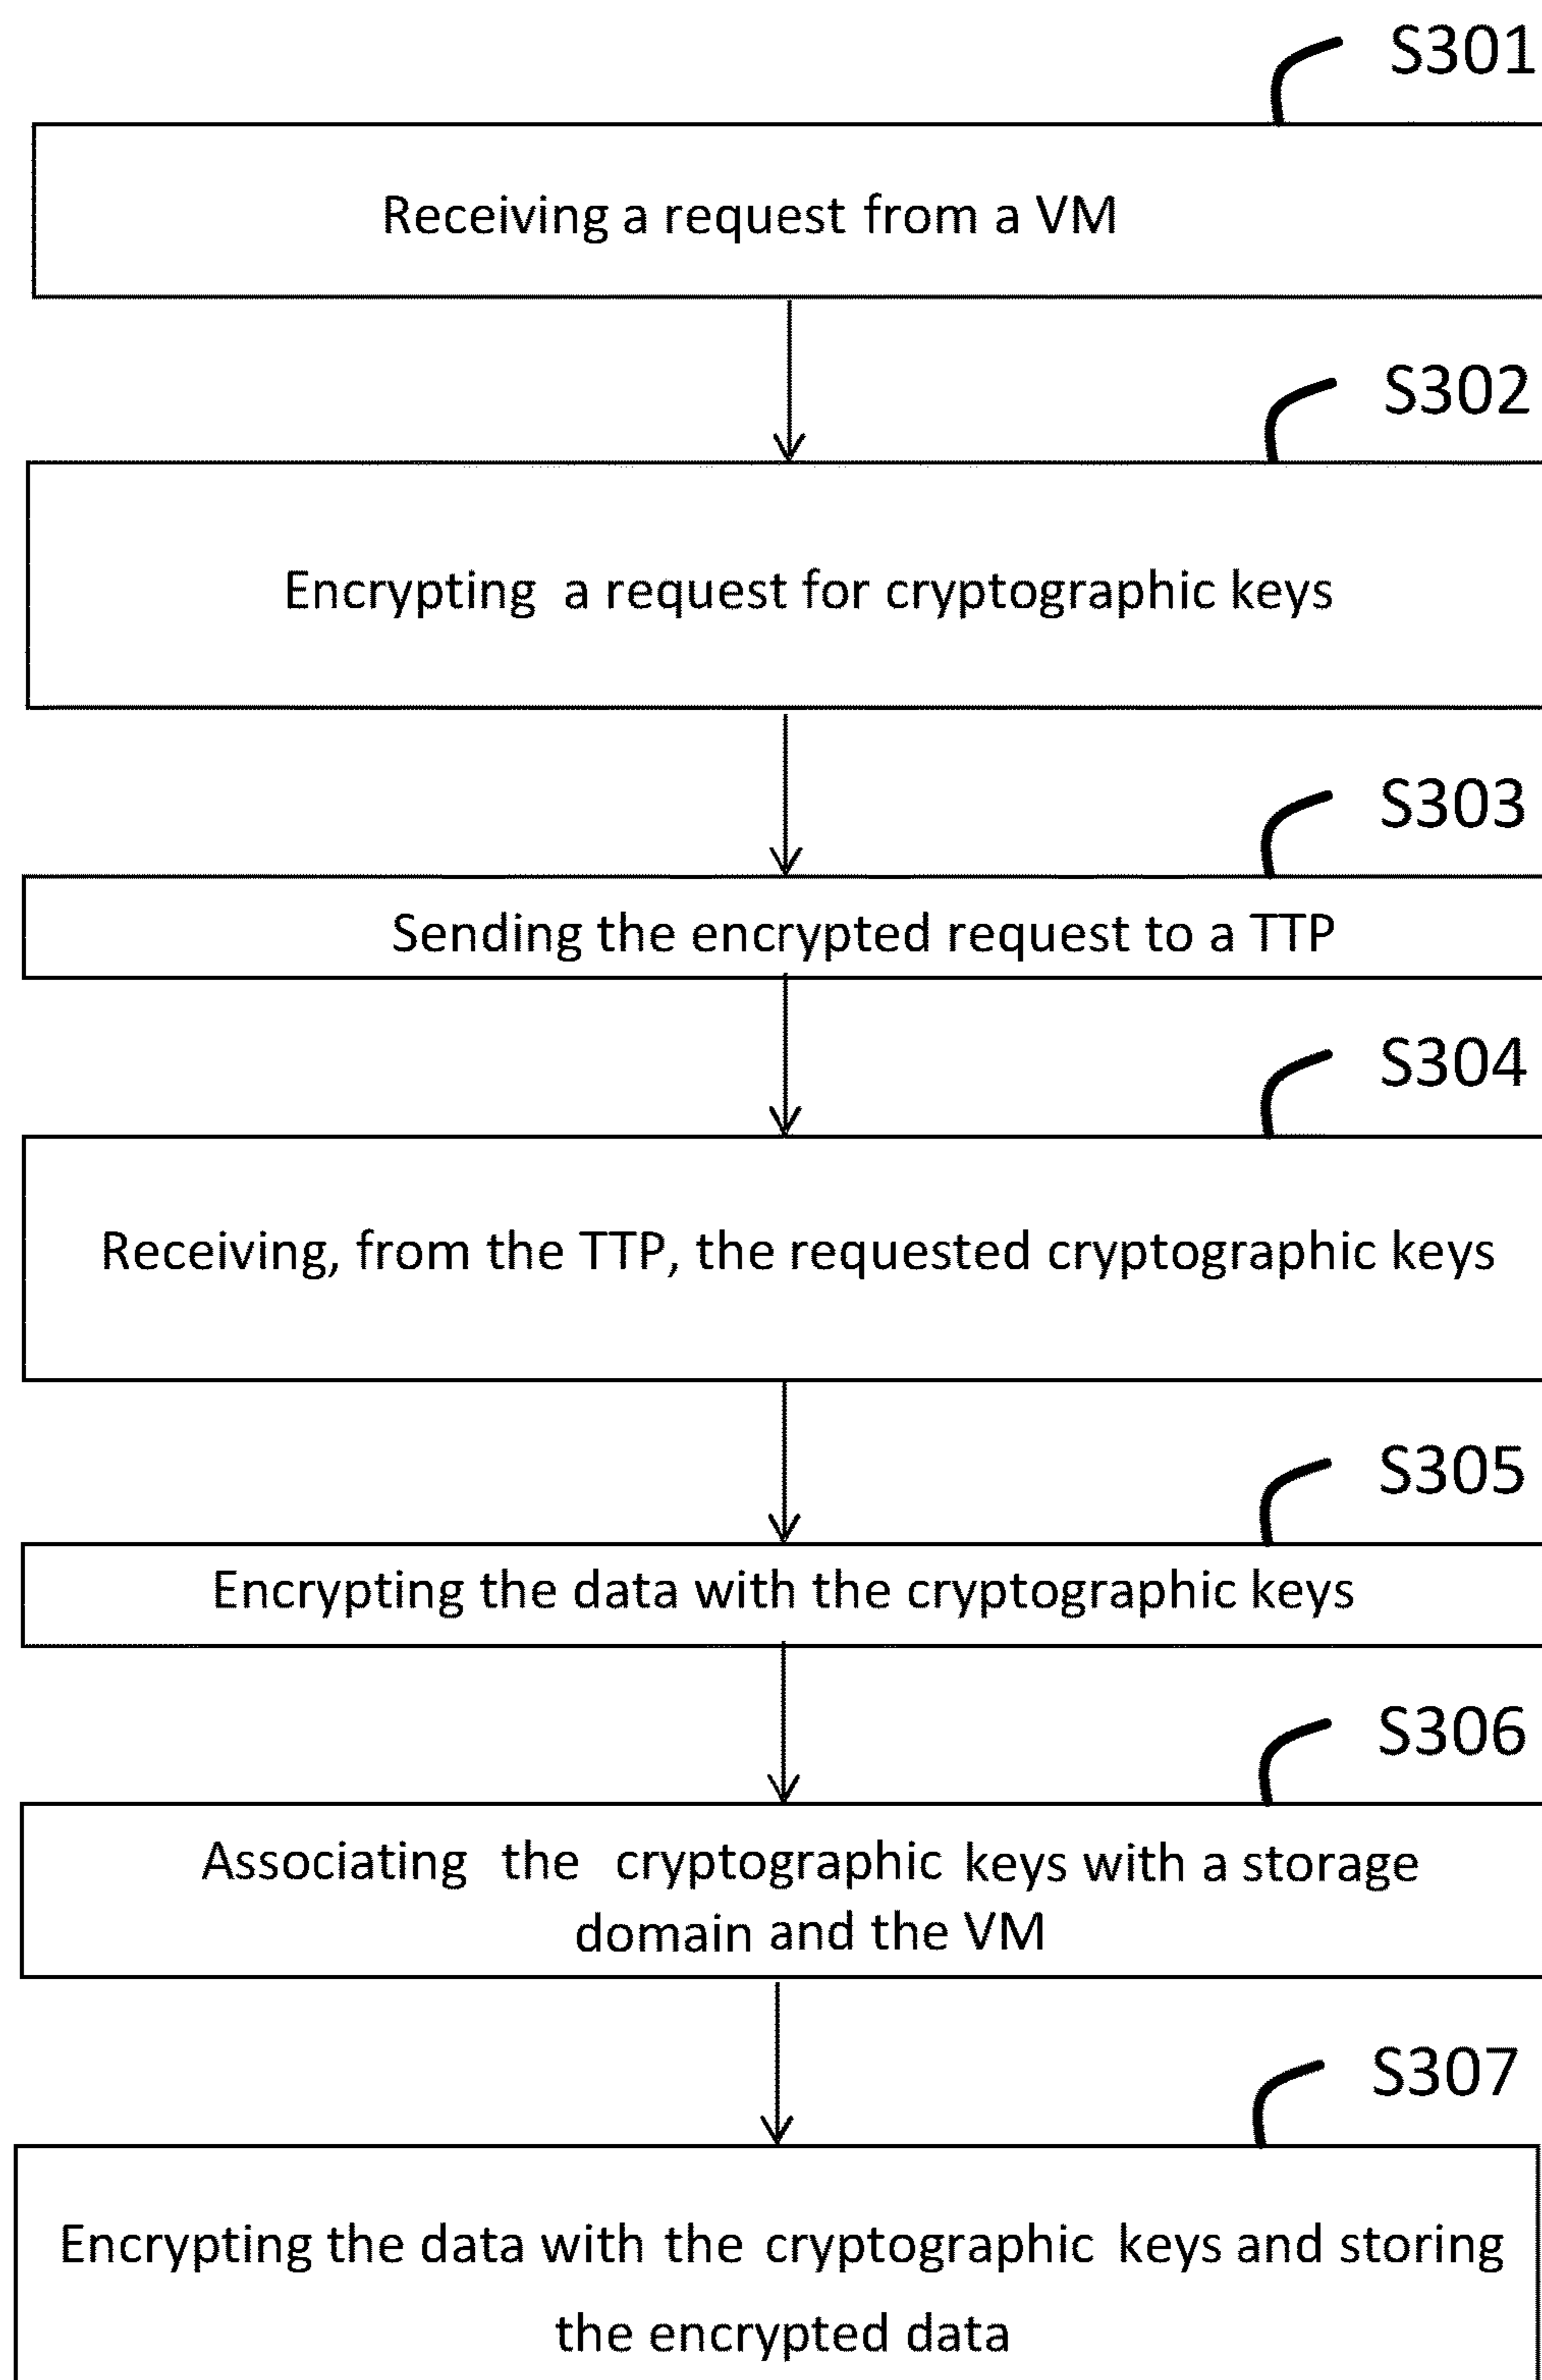 S301
Receiving a request from a VM
S302
Encrypting a request for cryptographic keys
S303
Sending the encrypted request to a TTP
S304
Receiving, from the TTP, the requested cryptographic keys
S305
Encrypting the data with the cryptographic keys
S306
Associating the cryptographic keys with a storage
domain and the VM
S307
Encrypting the data with the cryptographic keys and storing
the encrypted data